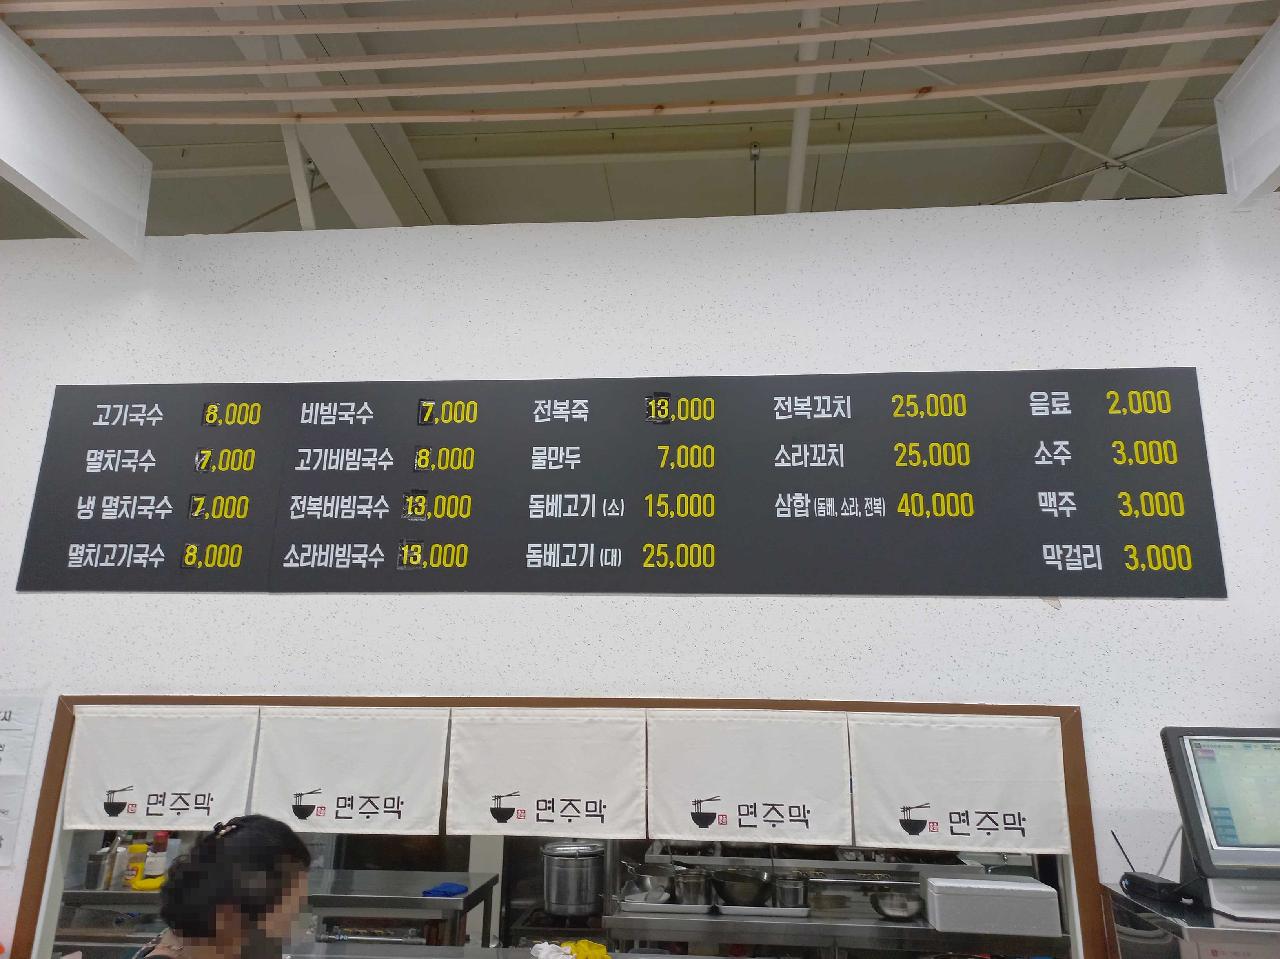 고기국수 8,000
멸치국수 7,000
냉 멸치국수 7,000
멸치고기국수 8,000
비빔국수 7,000
고기비빔국수 8,000
전복비빔국수 13,000
소라비빔국수 13,000
전복죽 13,000
물만두 7,000
돔베고기 (소) 15,000
돔베고기 (대) 25,000
전복꼬치 25,000
소라꼬치 25,000
삼합 (돔베, 소라, 전복) 40,000
음료 2,000
소주 3,000
맥주 3,000
막걸리 3,000
면주막
면주막
면주막
면주막
면주막